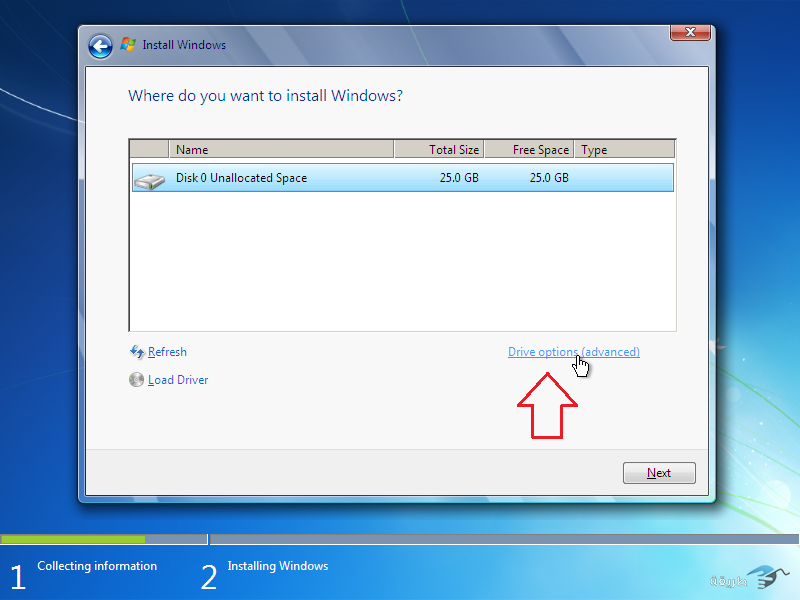 Install Windows
Where do you want to install Windows?
Name Total Size Free Space Type
Disk 0 Unallocated Space 25.0 GB 25.0 GB
Refresh Drive options (advanced)
Load Driver
Next
1 Collecting information 2 Installing Windows